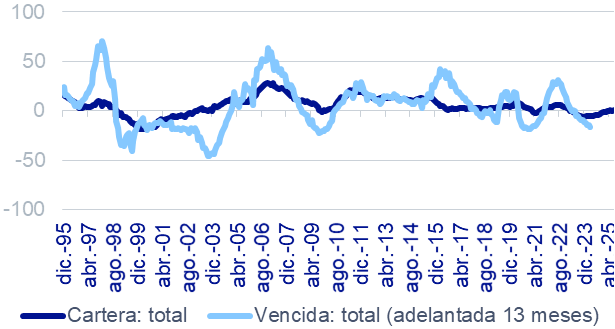 100
50
0
-50
-100
dic.-95
abr.-97
ago.-98
dic.-99
abr.-01
ago.-02
dic.-03
abr.-05
ago.-06
dic.-07
abr.-09
ago.-10
dic.-11
abr.-13
ago.-14
dic.-15
abr.-17
ago.-18
dic.-19
abr.-21
ago.-22
dic.-23
abr.-25
Cartera: total Vencida: total (adelantada 13 meses)